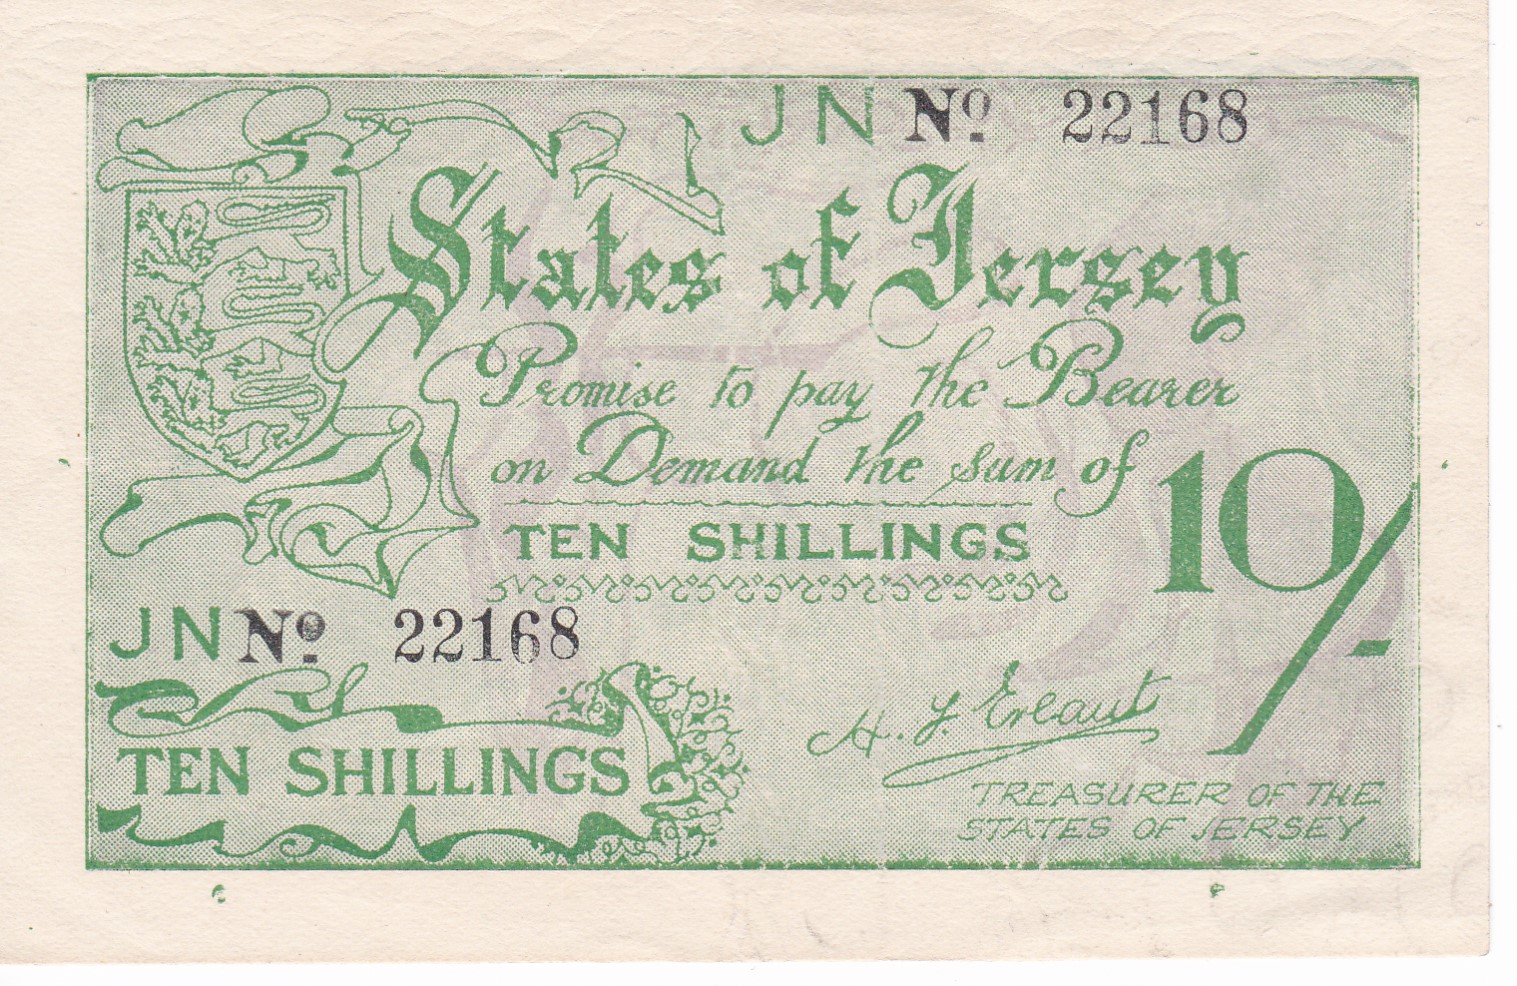 JN Nº 22168
States of Jersey
Promise to pay the Bearer
on Demand the sum of
10/-
TEN SHILLINGS
JN Nº 22168
TEN SHILLINGS
H. F. Ereaut
TREASURER OF THE
STATES OF JERSEY